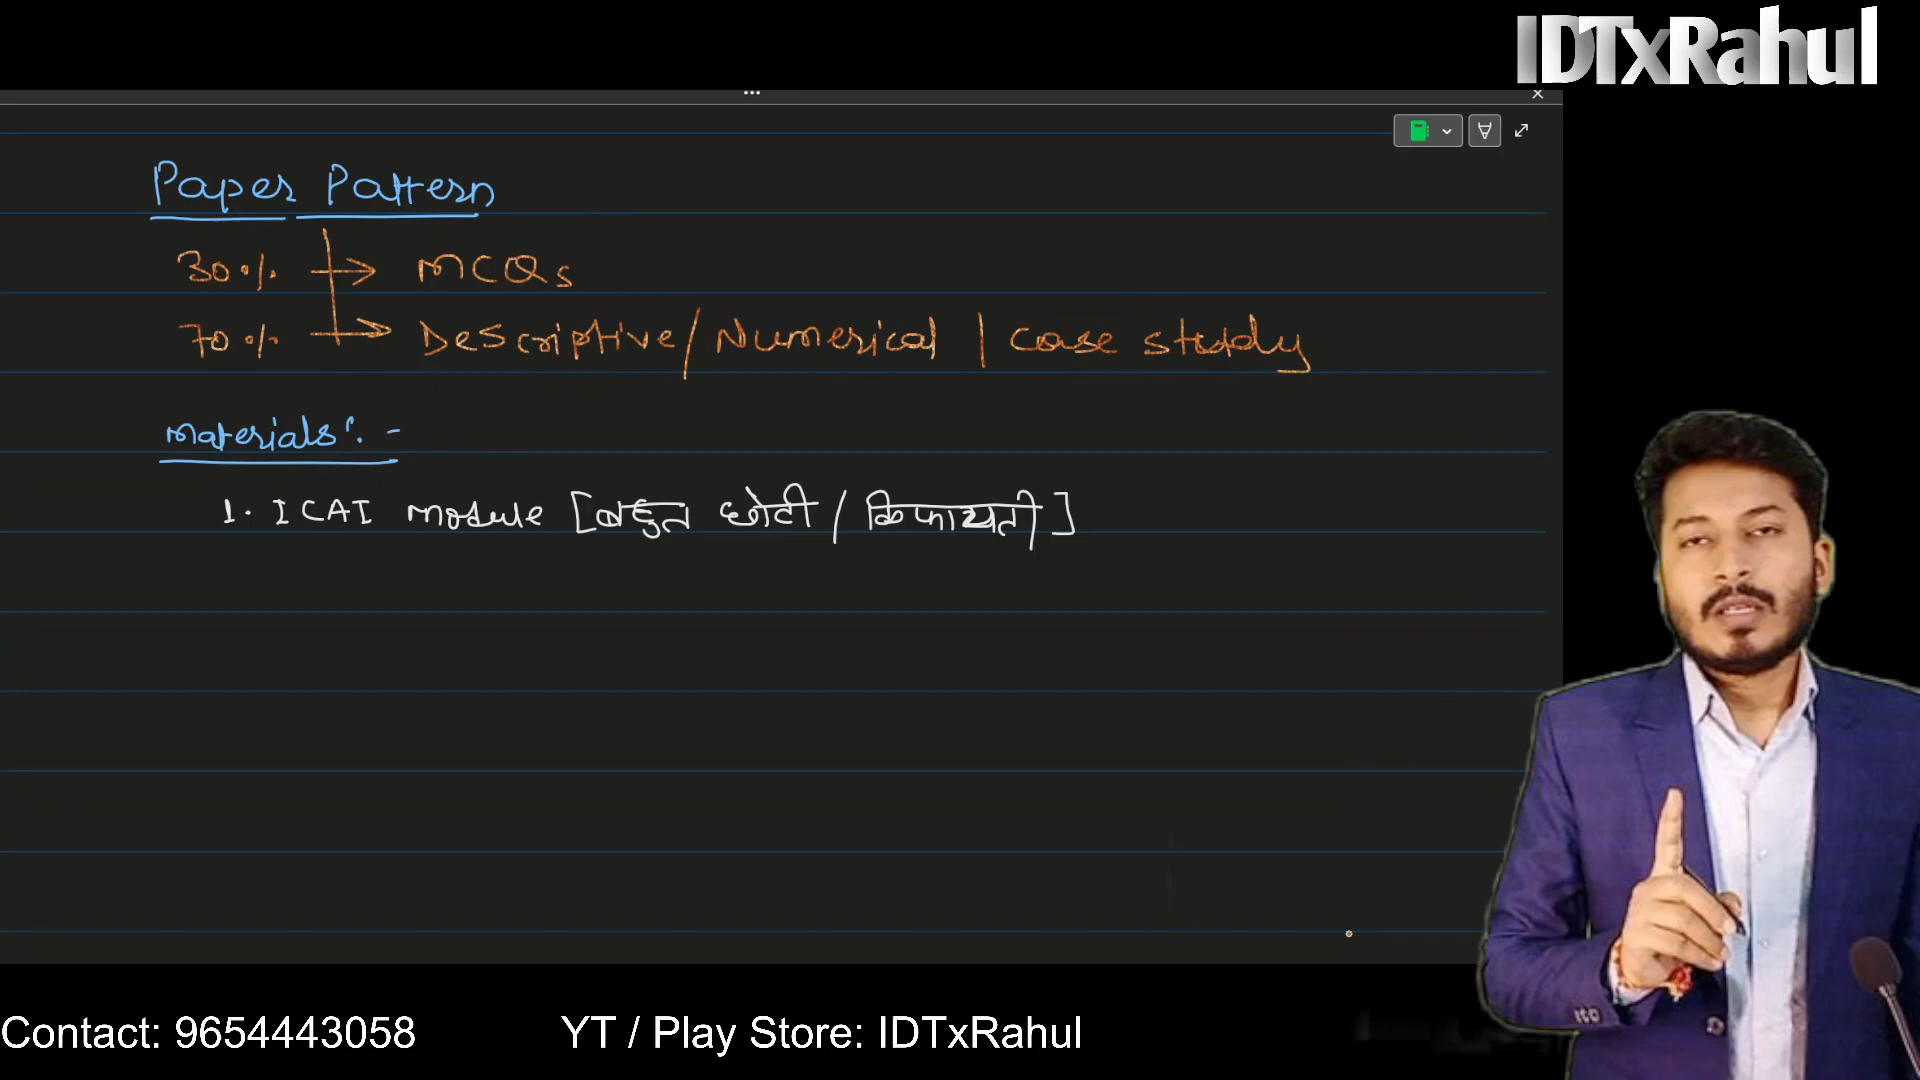 IDTxRahul
Paper Pattern
30% → MCQs
70% → Descriptive/Numerical | Case study
Materials:-
1. ICAI Module [बहुत छोटी / किफायती]
Contact: 9654443058
YT / Play Store: IDTxRahul